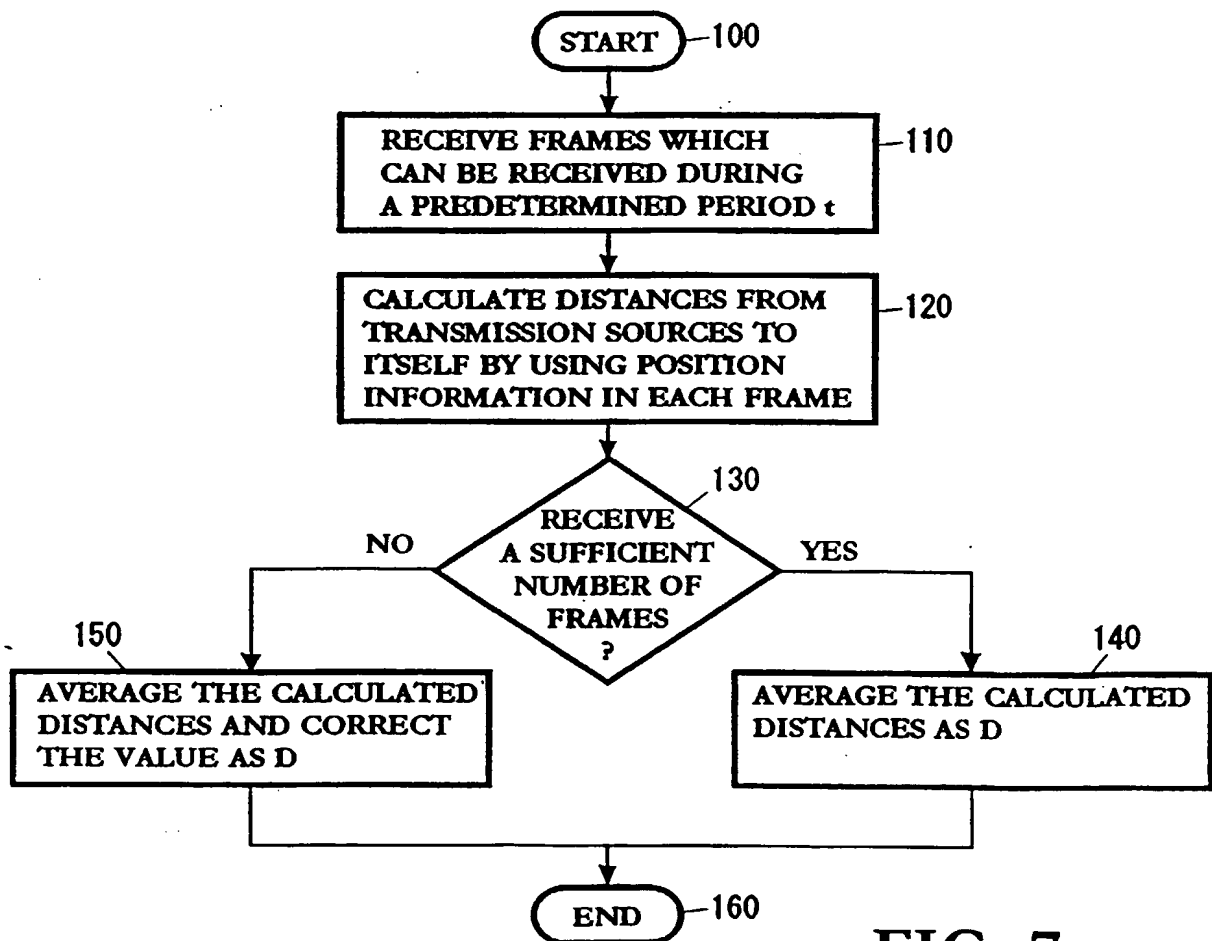 START
100
RECEIVE FRAMES WHICH
CAN BE RECEIVED DURING
A PREDETERMINED PERIOD t
110
CALCULATE DISTANCES FROM
TRANSMISSION SOURCES TO
ITSELF BY USING POSITION
INFORMATION IN EACH FRAME
120
130
RECEIVE
A SUFFICIENT
NUMBER OF
FRAMES
?
NO
YES
150
AVERAGE THE CALCULATED
DISTANCES AND CORRECT
THE VALUE AS D
140
AVERAGE THE CALCULATED
DISTANCES AS D
END
160
FIG. 7